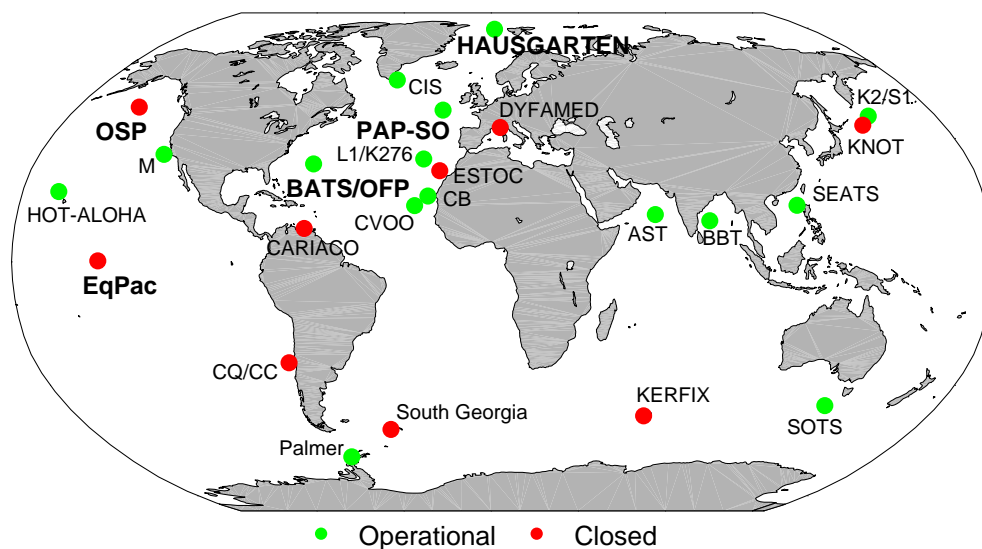 HAUSGARTEN
CIS
K2/S1
DYFAMED
OSP
PAP-SO
KNOT
M
L1/K276
ESTOC
BATS/OFP
CB
SEATS
HOT-ALOHA
CVOO
AST
BBT
CARIACO
EqPac
CQ/CC
KERFIX
South Georgia
SOTS
Palmer
Operational
Closed